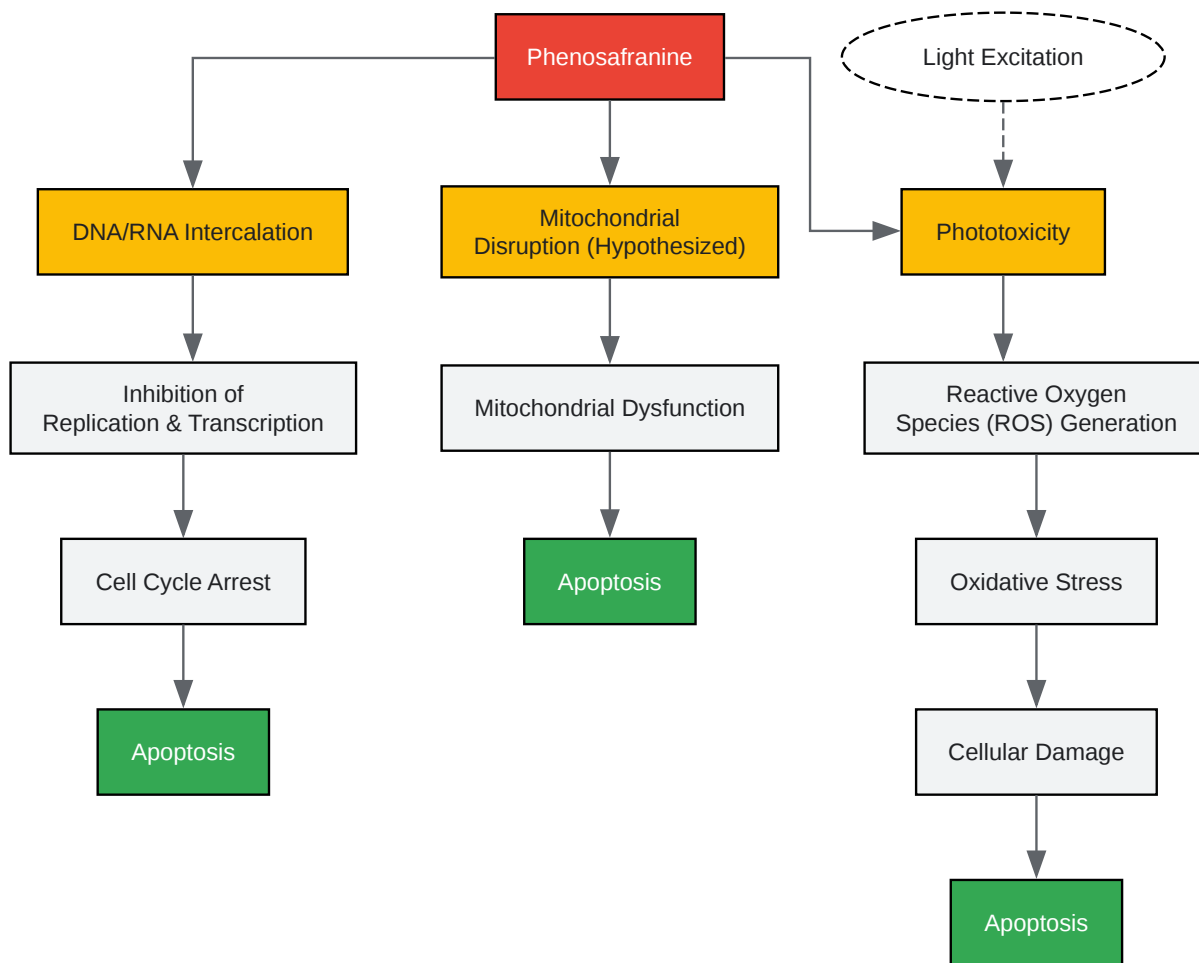 Phenosafranine
Light Excitation
DNA/RNA Intercalation
Mitochondrial
Disruption (Hypothesized)
Phototoxicity
Inhibition of
Replication & Transcription
Mitochondrial Dysfunction
Reactive Oxygen
Species (ROS) Generation
Cell Cycle Arrest
Apoptosis
Oxidative Stress
Apoptosis
Cellular Damage
Apoptosis